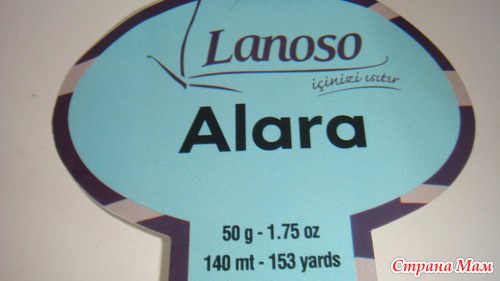 Lanoso
içinizi ısıtır
Alara
50 g - 1.75 oz
140 mt - 153 yards
Страна Мам